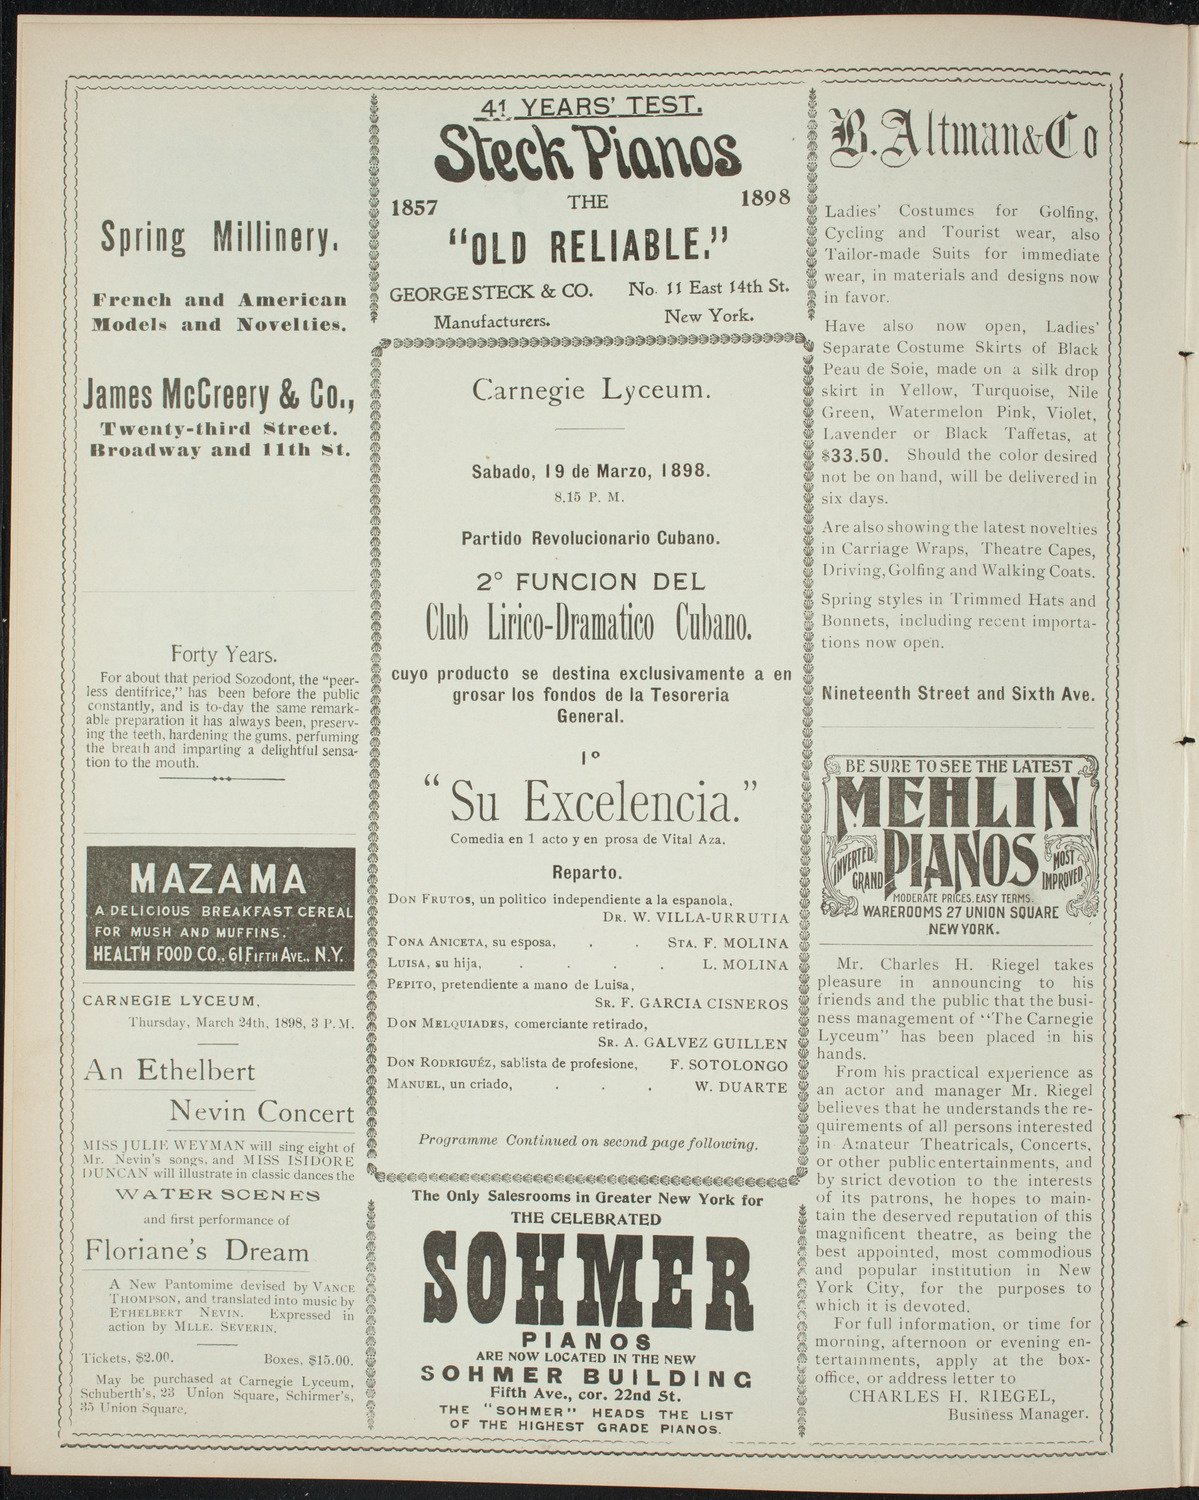 Spring Millinery.
French and American
Models and Novelties.
James McCreery & Co.,
Twenty-third Street.
Broadway and 11th St.
Forty Years.
For about that period Sozodont, the “peer-
less dentifrice,” has been before the public
constantly, and is to-day the same remark-
able preparation it has always been, preserv-
ing the teeth, hardening the gums, perfuming
the breath and imparting a delightful sensa-
tion to the mouth.
MAZAMA
A DELICIOUS BREAKFAST CEREAL
FOR MUSH AND MUFFINS.
HEALTH FOOD CO., 61 FIFTH AVE., N.Y.
CARNEGIE LYCEUM,
Thursday, March 24th, 1898, 3 P.M.
An Ethelbert
Nevin Concert
MISS JULIE WEYMAN will sing eight of
Mr. Nevin's songs, and MISS ISIDORE
DUNCAN will illustrate in classic dances the
WATER SCENES
and first performance of
Floriane's Dream
A New Pantomime devised by VANCE
THOMPSON, and translated into music by
ETHELBERT NEVIN. Expressed in
action by MLLE. SEVERIN.
Tickets, $2.00. Boxes, $15.00.
May be purchased at Carnegie Lyceum,
Schuberth's, 23 Union Square, Schirmer's,
35 Union Square.
41 YEARS' TEST.
Steck Pianos
1857 THE 1898
“OLD RELIABLE.”
GEORGE STECK & CO. No. 11 East 14th St.
Manufacturers. New York.
Carnegie Lyceum.
Sabado, 19 de Marzo, 1898.
8.15 P. M.
Partido Revolucionario Cubano.
2° FUNCION DEL
Club Lirico-Dramatico Cubano.
cuyo producto se destina exclusivamente a en
grosar los fondos de la Tesoreria
General.
1°
“Su Excelencia.”
Comedia en 1 acto y en prosa de Vital Aza.
Reparto.
DON FRUTOS, un politico independiente a la espanola,
DR. W. VILLA-URRUTIA
DONA ANICETA, su esposa, . . STA. F. MOLINA
LUISA, su hija, . . . . L. MOLINA
PEPITO, pretendiente a mano de Luisa,
SR. F. GARCIA CISNEROS
DON MELQUIADES, comerciante retirado,
SR. A. GALVEZ GUILLEN
DON RODRIGUÉZ, sablista de profesione, F. SOTOLONGO
MANUEL, un criado, . . . W. DUARTE
Programme Continued on second page following.
The Only Salesrooms in Greater New York for
THE CELEBRATED
SOHMER
PIANOS
ARE NOW LOCATED IN THE NEW
SOHMER BUILDING
Fifth Ave., cor. 22nd St.
THE "SOHMER" HEADS THE LIST
OF THE HIGHEST GRADE PIANOS.
B. Altman & Co
Ladies' Costumes for Golfing,
Cycling and Tourist wear, also
Tailor-made Suits for immediate
wear, in materials and designs now
in favor.
Have also now open, Ladies'
Separate Costume Skirts of Black
Peau de Soie, made on a silk drop
skirt in Yellow, Turquoise, Nile
Green, Watermelon Pink, Violet,
Lavender or Black Taffetas, at
$33.50. Should the color desired
not be on hand, will be delivered in
six days.
Are also showing the latest novelties
in Carriage Wraps, Theatre Capes,
Driving, Golfing and Walking Coats.
Spring styles in Trimmed Hats and
Bonnets, including recent importa-
tions now open.
Nineteenth Street and Sixth Ave.
BE SURE TO SEE THE LATEST
MEHLIN
INVERTED GRAND PIANOS MOST IMPROVED
MODERATE PRICES. EASY TERMS.
WAREROOMS 27 UNION SQUARE
NEW YORK.
Mr. Charles H. Riegel takes
pleasure in announcing to his
friends and the public that the busi-
ness management of “The Carnegie
Lyceum” has been placed in his
hands.
From his practical experience as
an actor and manager Mr. Riegel
believes that he understands the re-
quirements of all persons interested
in Amateur Theatricals, Concerts,
or other public entertainments, and
by strict devotion to the interests
of its patrons, he hopes to main-
tain the deserved reputation of this
magnificent theatre, as being the
best appointed, most commodious
and popular institution in New
York City, for the purposes to
which it is devoted.
For full information, or time for
morning, afternoon or evening en-
tertainments, apply at the box-
office, or address letter to
CHARLES H. RIEGEL,
Business Manager.